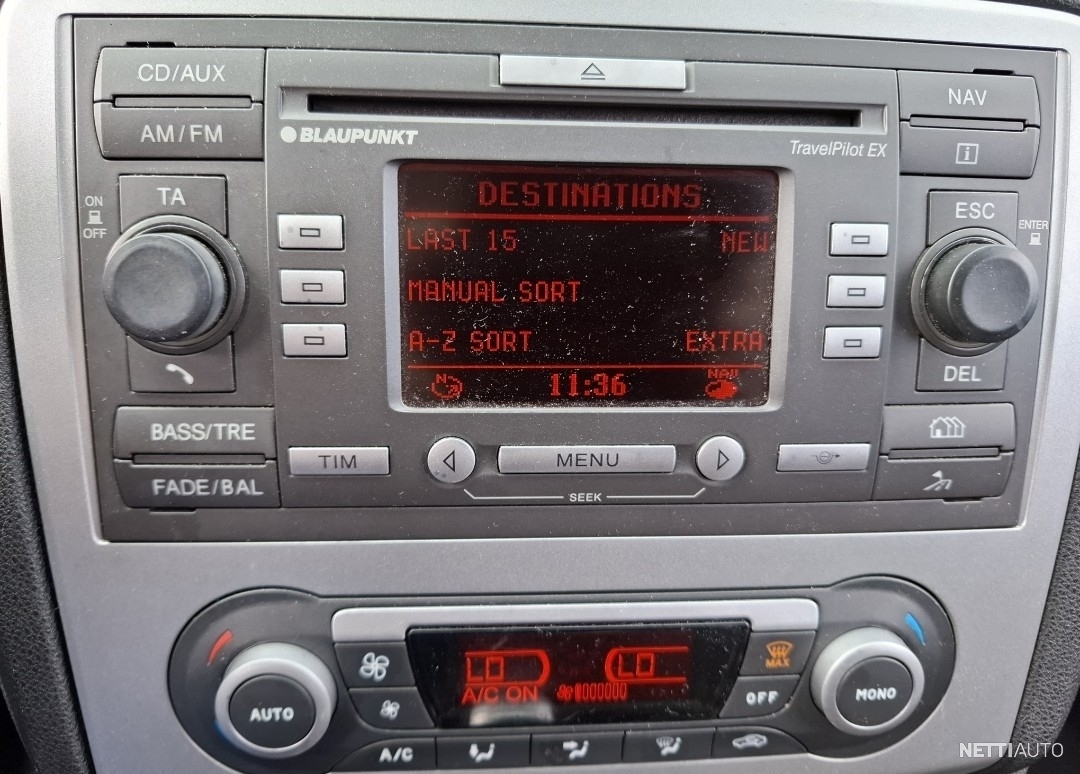 CD/AUX
AM/FM
NAV
BLAUPUNKT
TravelPilot EX
ON
OFF
TA
ESC
ENTER
DESTINATIONS
LAST 15 NEW
MANUAL SORT
A-Z SORT EXTRA
N 11:36 NAV
DEL
BASS/TRE
FADE/BAL
TIM
MENU
SEEK
LO LO
A/C ON
MAX
OFF
AUTO
MONO
A/C
NETTIAUTO